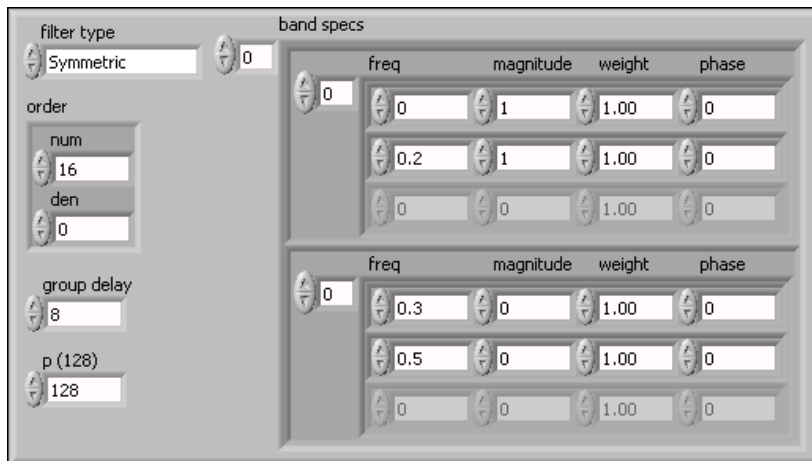 filter type
Symmetric
order
num
16
den
0
group delay
8
p (128)
128
band specs
0
freq magnitude weight phase
0
0 1 1.00 0
0.2 1 1.00 0
0 0 1.00 0
freq magnitude weight phase
0
0.3 0 1.00 0
0.5 0 1.00 0
0 0 1.00 0